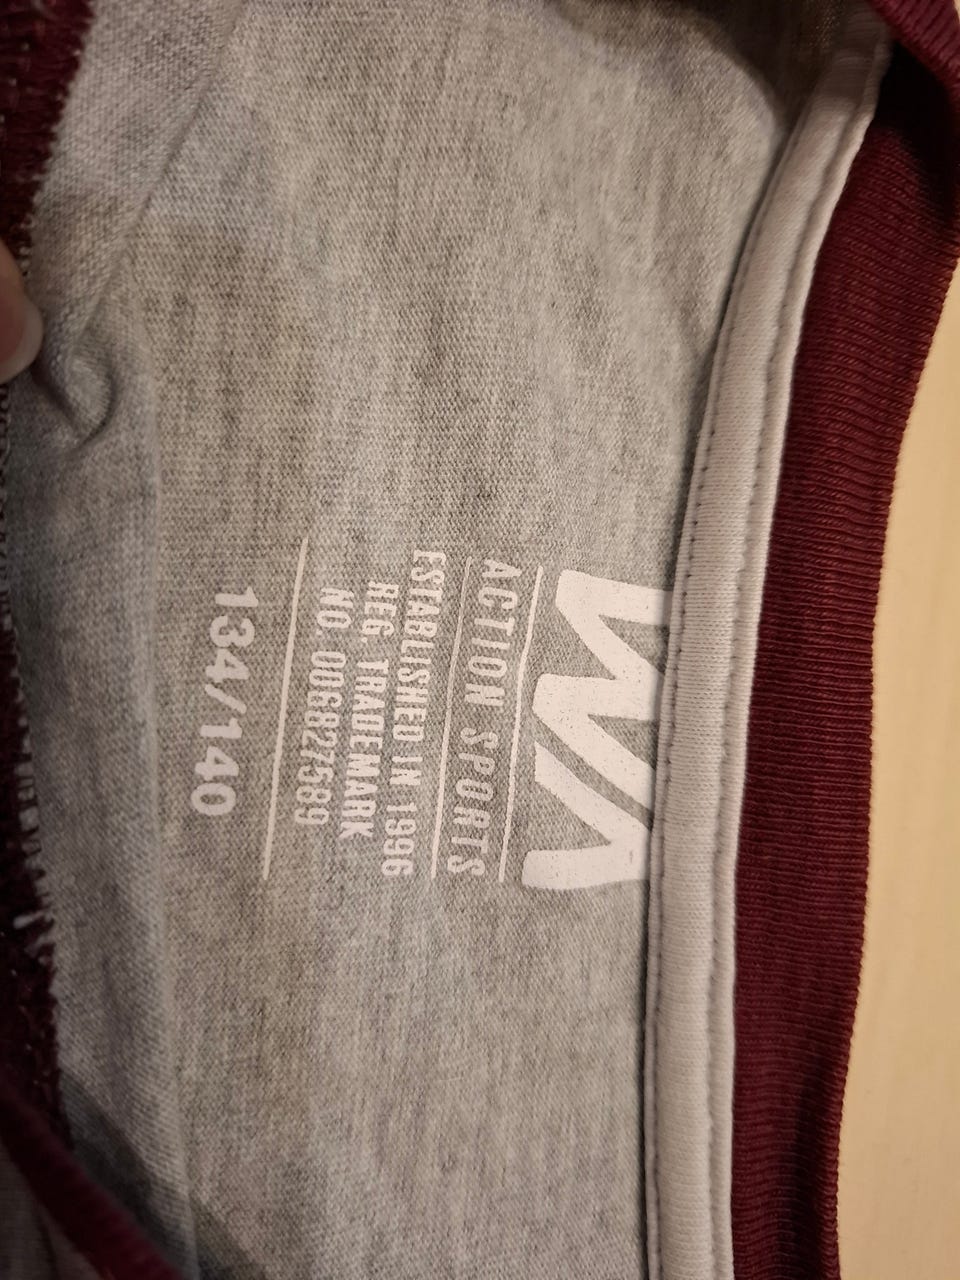 ACTION SPORTS
ESTABLISHED IN 1996
REG. TRADEMARK
NO. 006827589
134/140